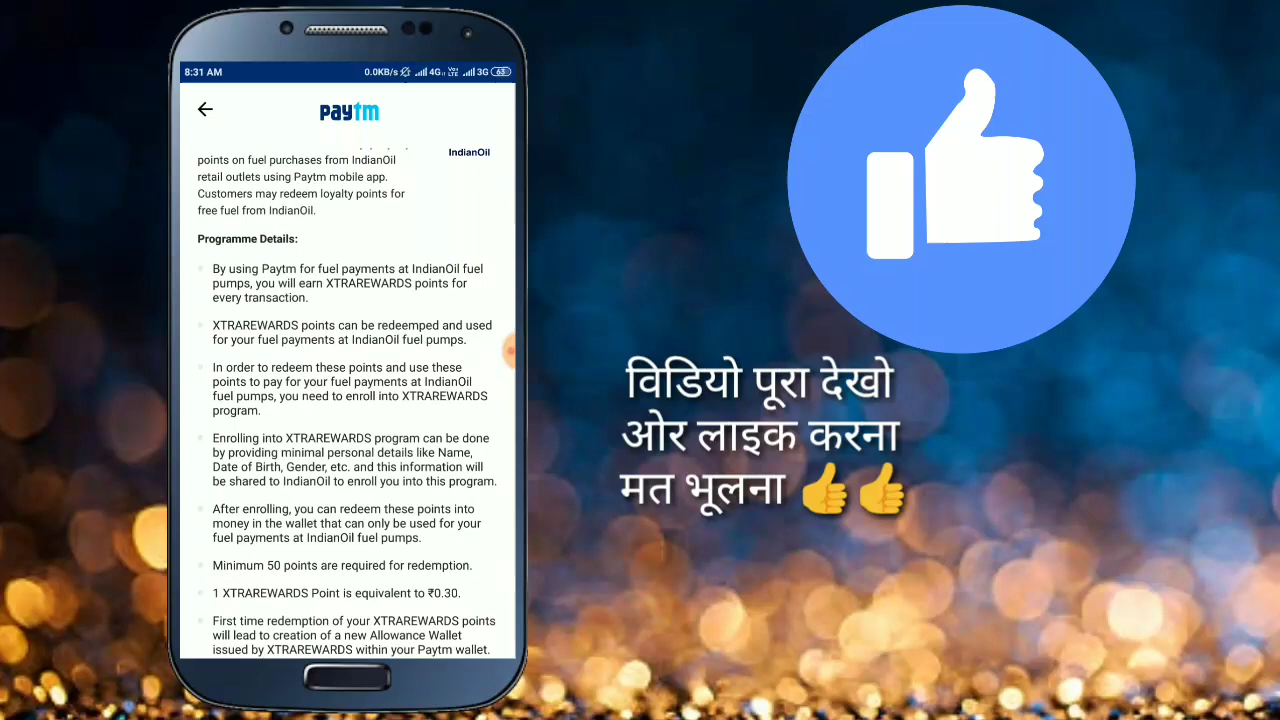 8:31 AM
0.0KB/s 4G VoLTE 3G 63
paytm
IndianOil
points on fuel purchases from IndianOil
retail outlets using Paytm mobile app.
Customers may redeem loyalty points for
free fuel from IndianOil.
Programme Details:
By using Paytm for fuel payments at IndianOil fuel
pumps, you will earn XTRAREWARDS points for
every transaction.
XTRAREWARDS points can be redeemped and used
for your fuel payments at IndianOil fuel pumps.
In order to redeem these points and use these
points to pay for your fuel payments at IndianOil
fuel pumps, you need to enroll into XTRAREWARDS
program.
Enrolling into XTRAREWARDS program can be done
by providing minimal personal details like Name,
Date of Birth, Gender, etc. and this information will
be shared to IndianOil to enroll you into this program.
After enrolling, you can redeem these points into
money in the wallet that can only be used for your
fuel payments at IndianOil fuel pumps.
Minimum 50 points are required for redemption.
1 XTRAREWARDS Point is equivalent to ₹0.30.
First time redemption of your XTRAREWARDS points
will lead to creation of a new Allowance Wallet
issued by XTRAREWARDS within your Paytm wallet.
विडियो पूरा देखो
ओर लाइक करना
मत भूलना 👍👍